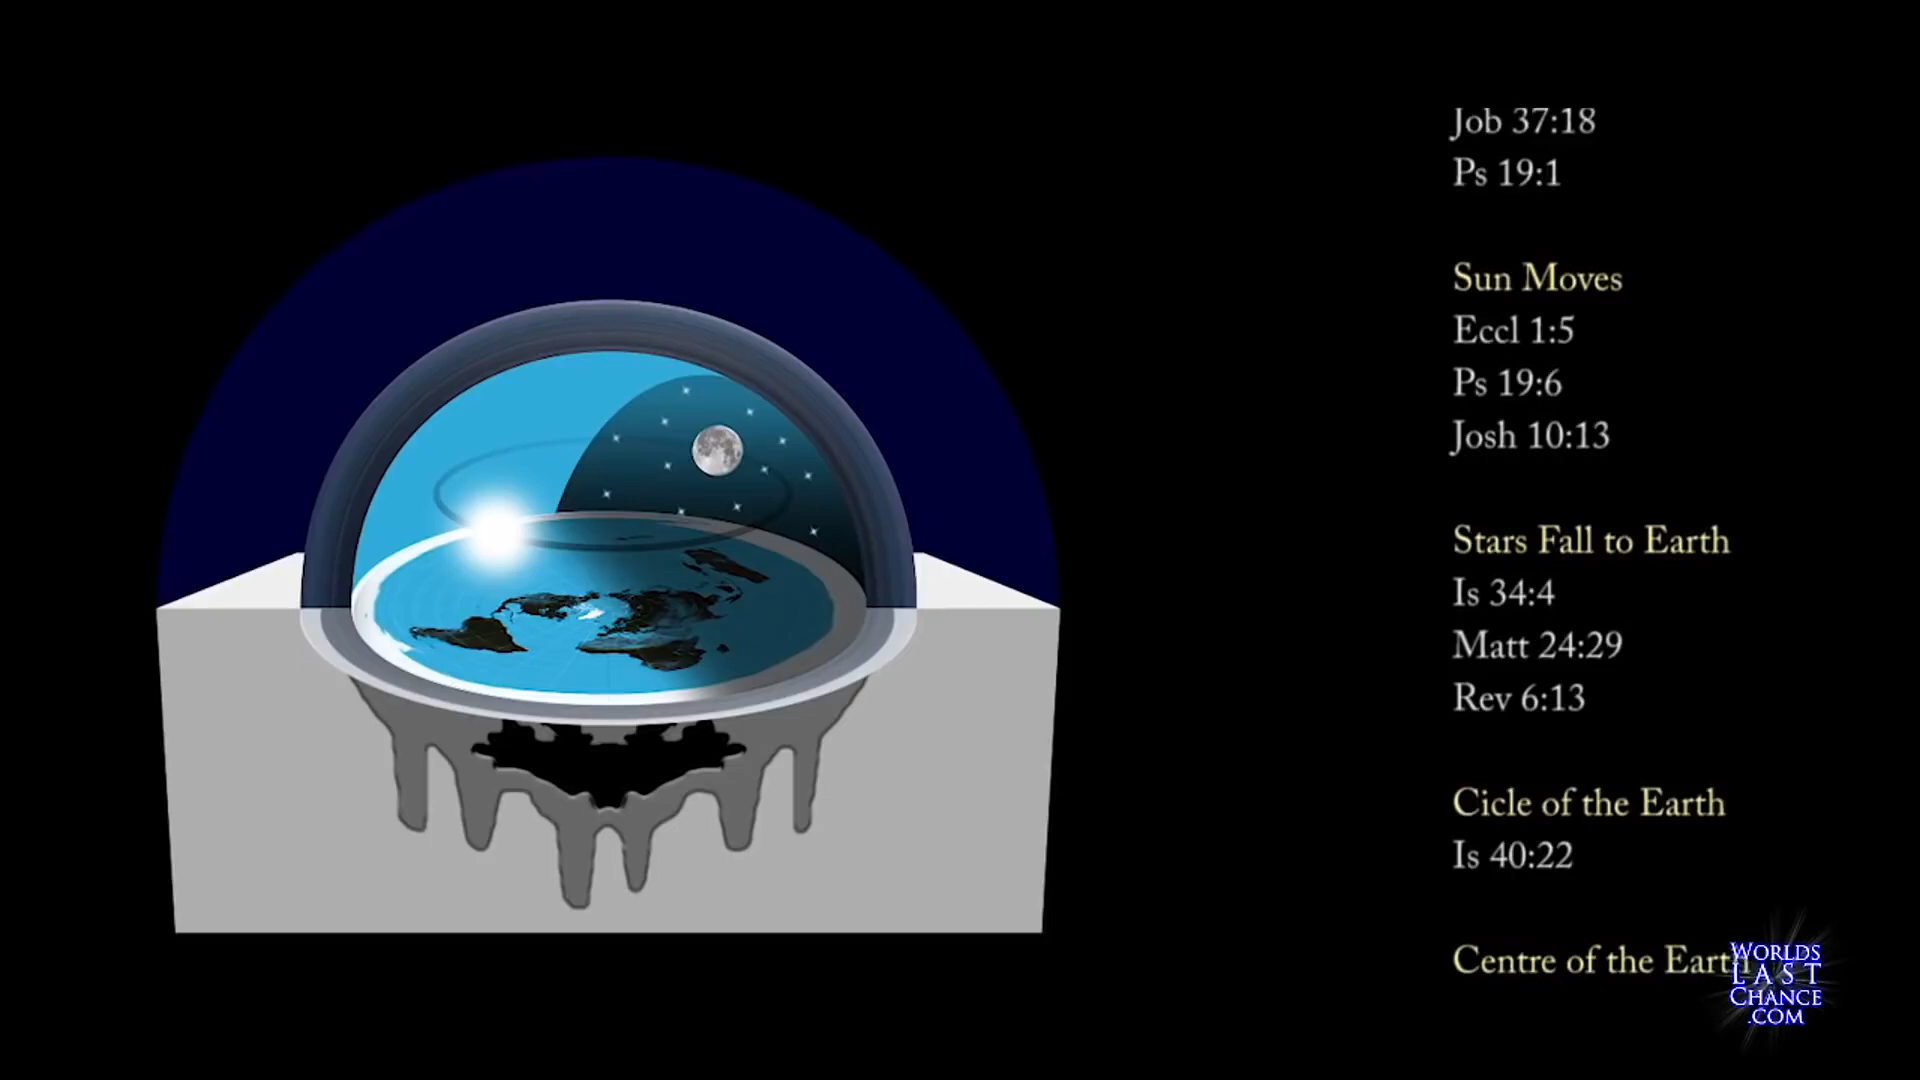 Job 37:18
Ps 19:1
Sun Moves
Eccl 1:5
Ps 19:6
Josh 10:13
Stars Fall to Earth
Is 34:4
Matt 24:29
Rev 6:13
Cicle of the Earth
Is 40:22
Centre of the Earth
WORLDS
LAST
CHANCE
.COM